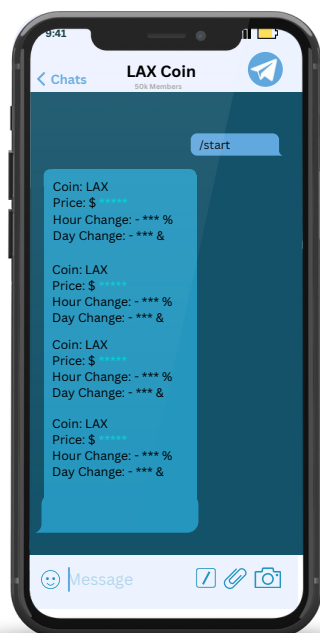 9:41
Chats
LAX Coin
50k Members
/start
Coin: LAX
Price: $ *****
Hour Change: - *** %
Day Change: - *** &
Coin: LAX
Price: $ *****
Hour Change: - *** %
Day Change: - *** &
Coin: LAX
Price: $ *****
Hour Change: - *** %
Day Change: - *** &
Coin: LAX
Price: $ *****
Hour Change: - *** %
Day Change: - *** &
Message